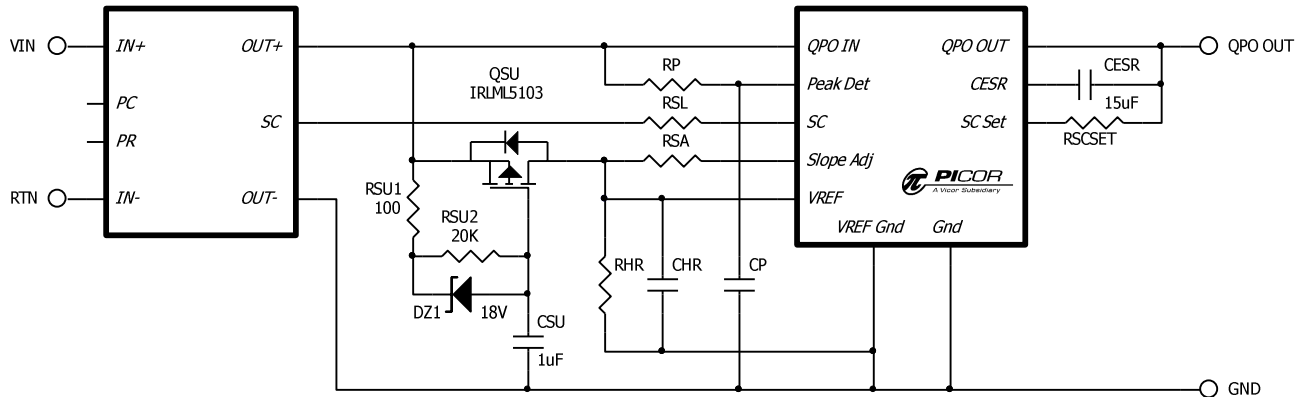 VIN
IN+
OUT+
PC
PR
SC
RTN
IN-
OUT-
QSU
IRLML5103
RSU1
100
RSU2
20K
DZ1
18V
CSU
1uF
RP
RSL
RSA
RHR
CHR
CP
QPO IN
Peak Det
SC
Slope Adj
VREF
VREF Gnd
Gnd
QPO OUT
CESR
SC Set
PICOR
A Vicor Subsidiary
CESR
15uF
RSCSET
QPO OUT
GND